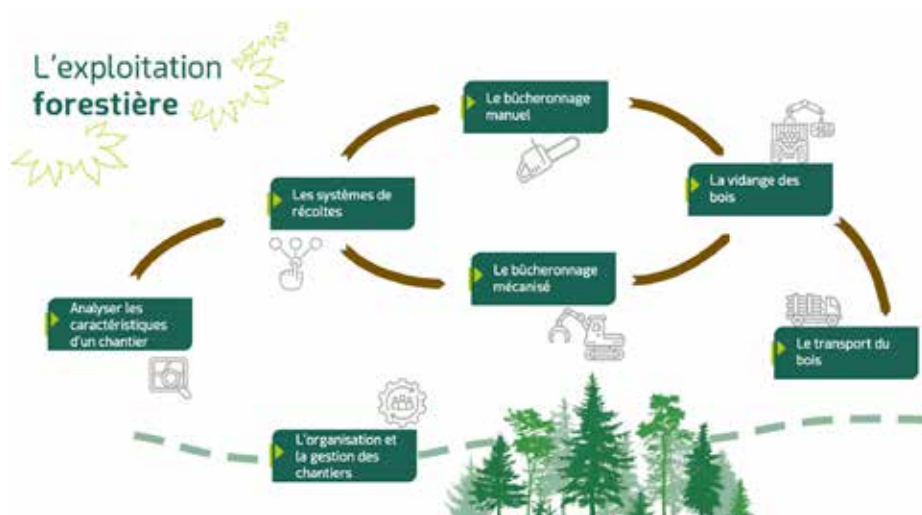 L'exploitation
forestière
Le bûcheronnage
manuel
Les systèmes de
récoltes
La vidange des
bois
Le bûcheronnage
mécanisé
Analyser les
caractéristiques
d'un chantier
Le transport du
bois
L'organisation et
la gestion des
chantiers